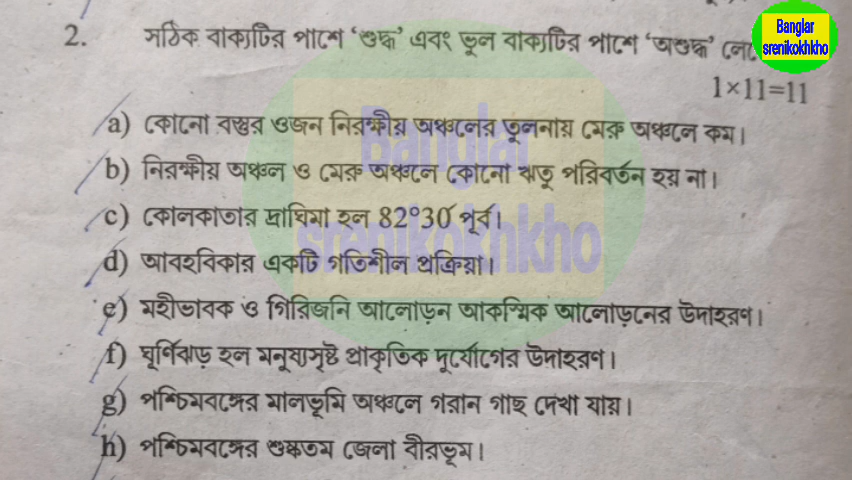 Banglar
srenikokhkho
2. সঠিক বাক্যটির পাশে ‘শুদ্ধ’ এবং ভুল বাক্যটির পাশে ‘অশুদ্ধ’
1×11=11
a) কোনো বস্তুর ওজন নিরক্ষীয় অঞ্চলের তুলনায় মেরু অঞ্চলে কম।
b) নিরক্ষীয় অঞ্চল ও মেরু অঞ্চলে কোনো ঋতু পরিবর্তন হয় না।
c) কোলকাতার দ্রাঘিমা হল 82°30′ পূর্ব।
d) আবহবিকার একটি গতিশীল প্রক্রিয়া।
e) মহীভাবক ও গিরিজনি আলোড়ন আকস্মিক আলোড়নের উদাহরণ।
f) ঘূর্ণিঝড় হল মনুষ্যসৃষ্ট প্রাকৃতিক দুর্যোগের উদাহরণ।
g) পশ্চিমবঙ্গের মালভূমি অঞ্চলে গরান গাছ দেখা যায়।
h) পশ্চিমবঙ্গের শুষ্কতম জেলা বীরভূম।
Banglar
srenikokhkho